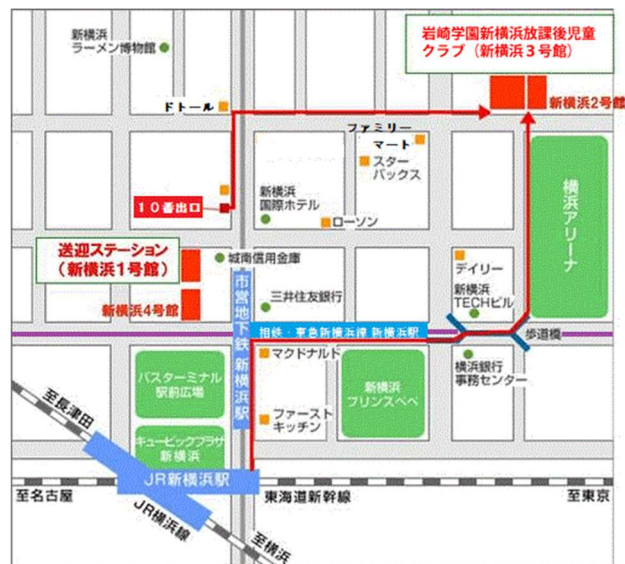 岩崎学園新横浜放課後児童
クラブ（新横浜３号館）
新横浜
ラーメン博物館
ドトール
新横浜2号館
ファミリー
マート
スター
バックス
新横浜
国際ホテル
１０番出口
ローソン
横浜アリーナ
送迎ステーション
（新横浜1号館）
城南信用金庫
デイリー
新横浜
TECHビル
新横浜4号館
三井住友銀行
市営地下鉄 新横浜駅
相鉄・東急新横浜線 新横浜駅
歩道橋
マクドナルド
横浜銀行
事務センター
バスターミナル
駅前広場
新横浜
プリンスペペ
ファースト
キッチン
至長津田
キュービックプラザ
新横浜
JR新横浜駅
至名古屋
東海道新幹線
至東京
JR横浜線
至横浜